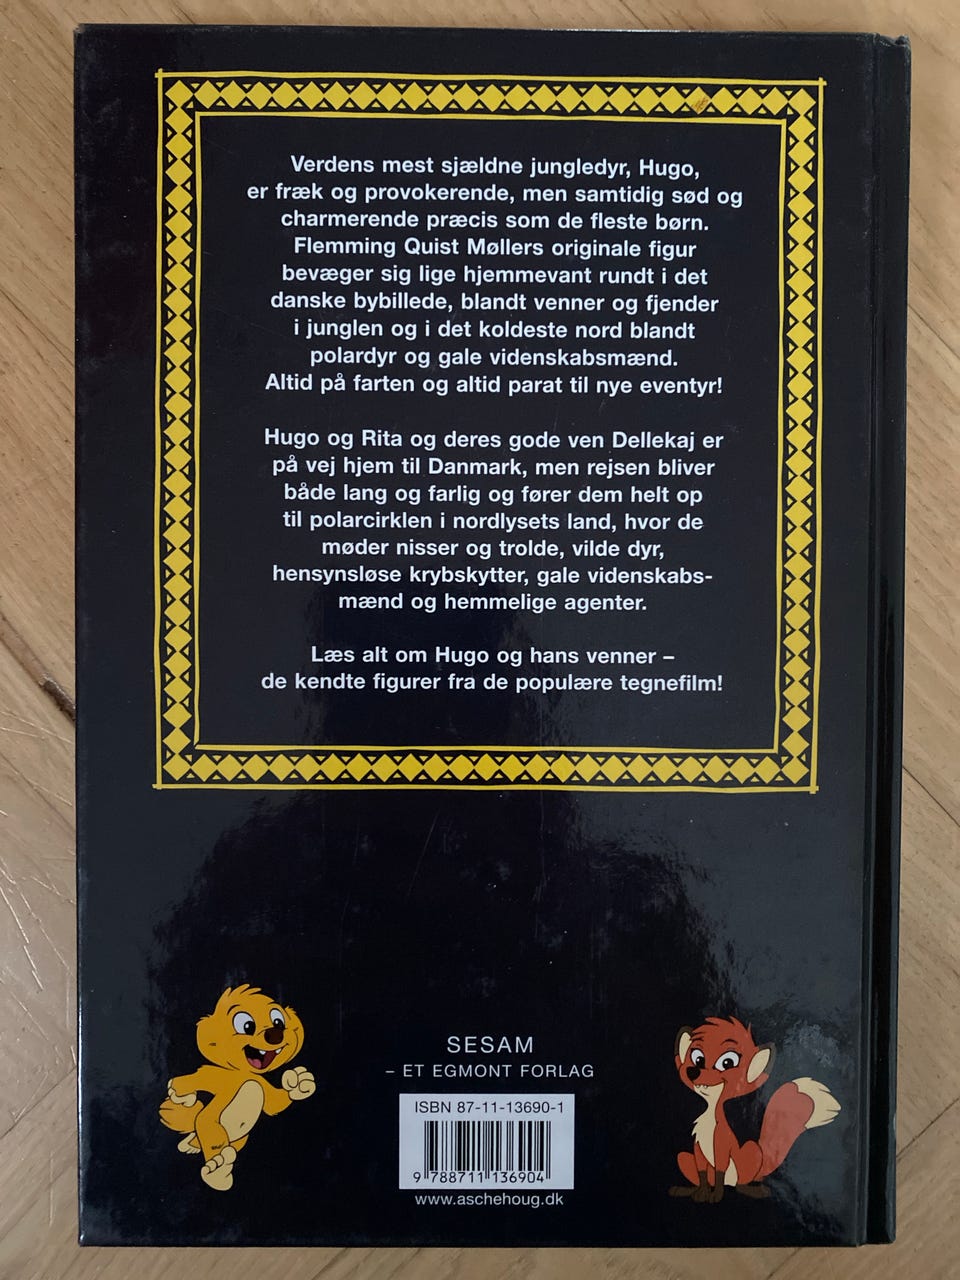 Verdens mest sjældne jungledyr, Hugo,
er fræk og provokerende, men samtidig sød og
charmerende præcis som de fleste børn.
Flemming Quist Møllers originale figur
bevæger sig lige hjemmevant rundt i det
danske bybillede, blandt venner og fjender
i junglen og i det koldeste nord blandt
polardyr og gale videnskabsmænd.
Altid på farten og altid parat til nye eventyr!
Hugo og Rita og deres gode ven Dellekaj er
på vej hjem til Danmark, men rejsen bliver
både lang og farlig og fører dem helt op
til polarcirklen i nordlysets land, hvor de
møder nisser og trolde, vilde dyr,
hensynsløse krybskytter, gale videnskabs-
mænd og hemmelige agenter.
Læs alt om Hugo og hans venner –
de kendte figurer fra de populære tegnefilm!
SESAM
– ET EGMONT FORLAG
ISBN 87-11-13690-1
9 788711 136904
www.aschehoug.dk